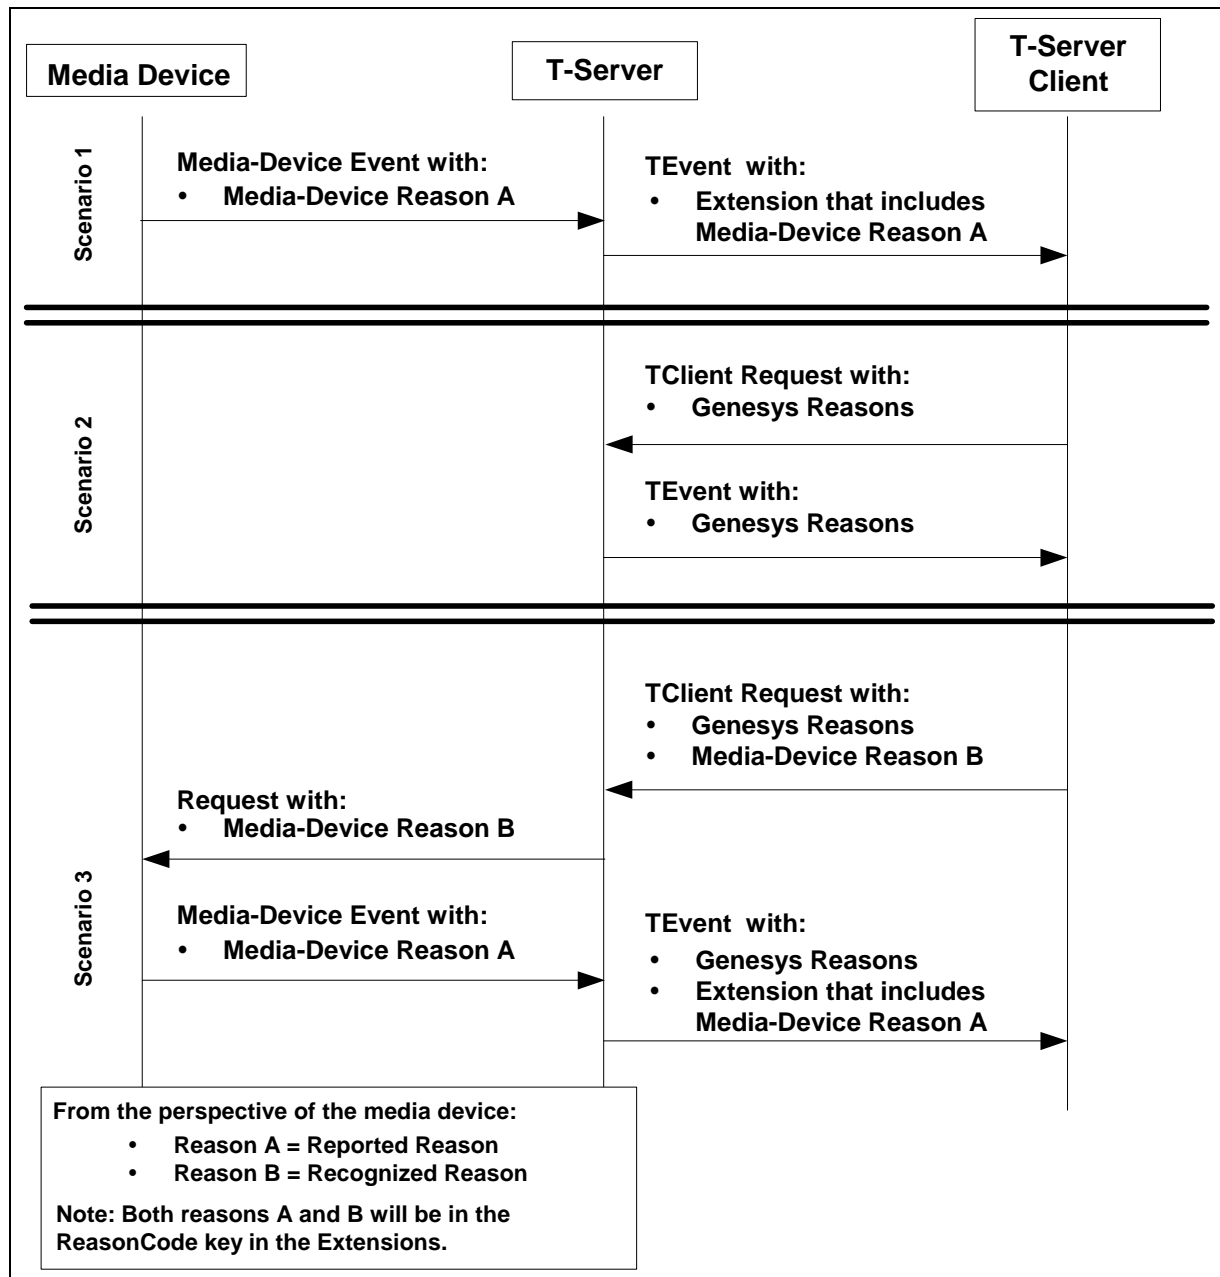 Media Device
T-Server
T-Server
Client
Scenario 1
Media-Device Event with:
• Media-Device Reason A
TEvent with:
• Extension that includes
Media-Device Reason A
Scenario 2
TClient Request with:
• Genesys Reasons
TEvent with:
• Genesys Reasons
Scenario 3
TClient Request with:
• Genesys Reasons
• Media-Device Reason B
Request with:
• Media-Device Reason B
Media-Device Event with:
• Media-Device Reason A
TEvent with:
• Genesys Reasons
• Extension that includes
Media-Device Reason A
From the perspective of the media device:
• Reason A = Reported Reason
• Reason B = Recognized Reason
Note: Both reasons A and B will be in the
ReasonCode key in the Extensions.